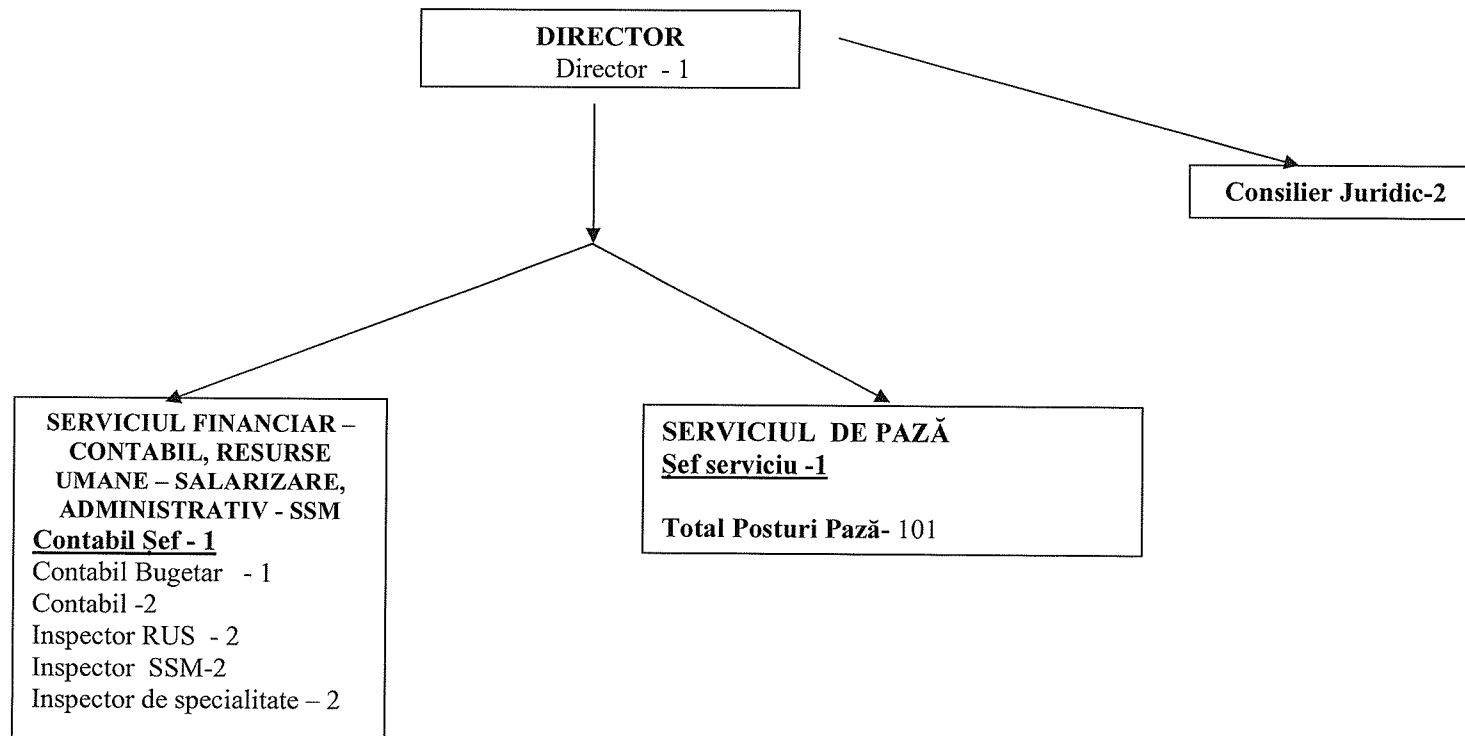 DIRECTOR
Director - 1
Consilier Juridic-2
SERVICIUL FINANCIAR –
CONTABIL, RESURSE
UMANE – SALARIZARE,
ADMINISTRATIV - SSM
Contabil Șef - 1
Contabil Bugetar - 1
Contabil -2
Inspector RUS - 2
Inspector SSM-2
Inspector de specialitate – 2
SERVICIUL DE PAZĂ
Șef serviciu -1
Total Posturi Pază- 101